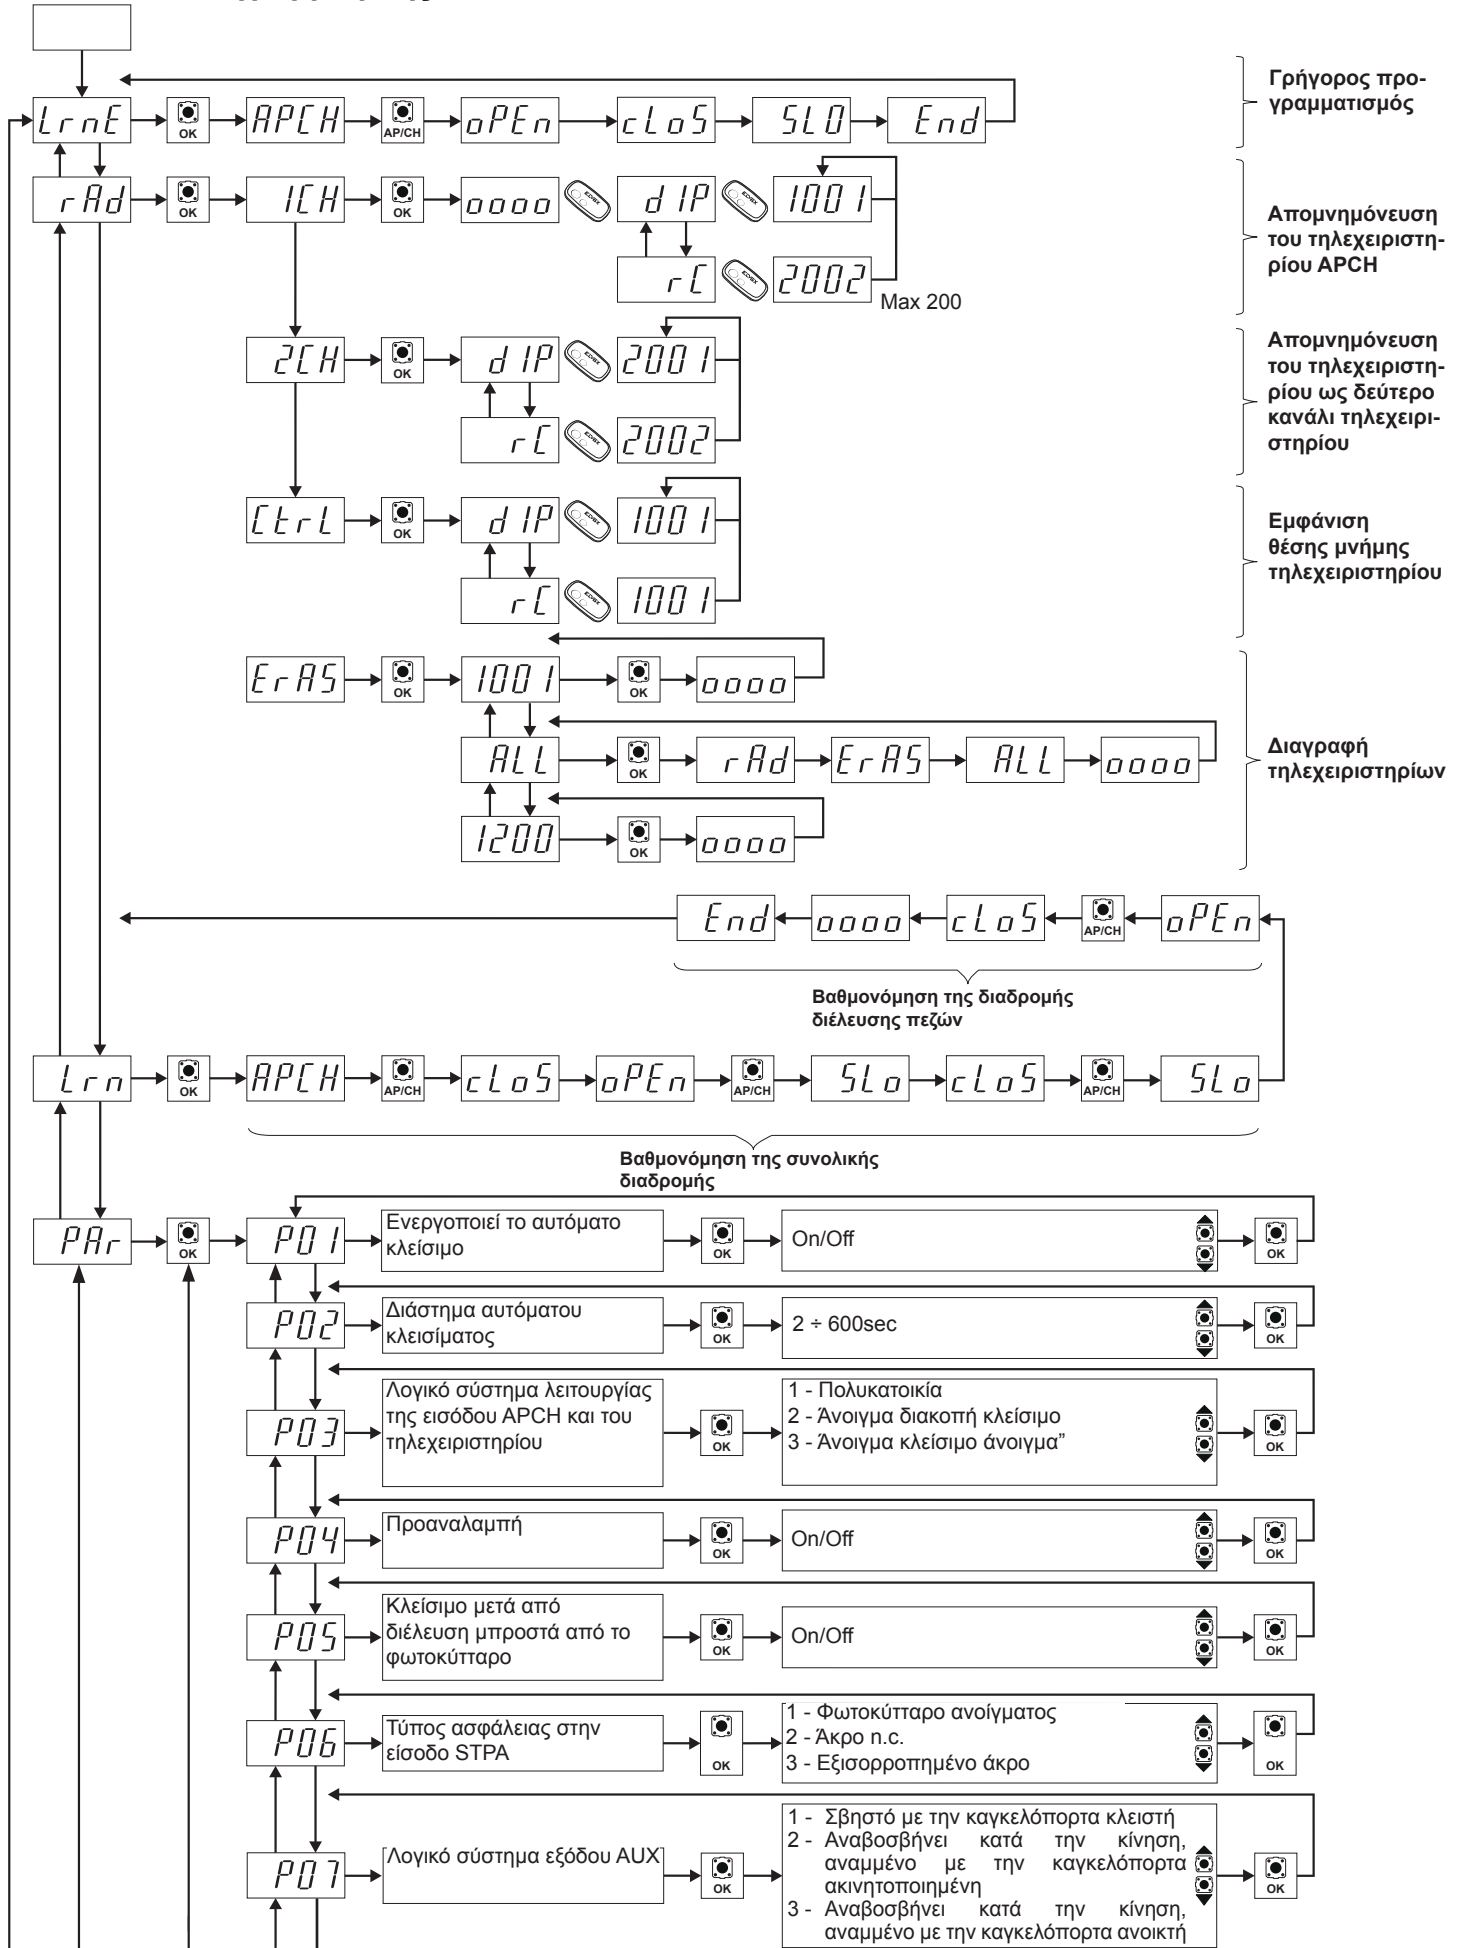 LrnE OK APCH AP/CH oPEn cLoS SLO End
Γρήγορος προ-
γραμματισμός
rAd OK 1CH OK oooo dIP 1001
rC 2002
Max 200
Απομνημόνευση
του τηλεχειριστη-
ρίου APCH
2CH OK dIP 2001
rC 2002
Απομνημόνευση
του τηλεχειριστη-
ρίου ως δεύτερο
κανάλι τηλεχειρι-
στηρίου
CtrL OK dIP 1001
rC 1001
Εμφάνιση
θέσης μνήμης
τηλεχειριστηρίου
ErAS OK 1001 OK oooo
ALL OK rAd ErAS ALL oooo
1200 OK oooo
Διαγραφή
τηλεχειριστηρίων
End oooo cLoS AP/CH oPEn
Βαθμονόμηση της διαδρομής
διέλευσης πεζών
Lrn OK APCH AP/CH cLoS oPEn AP/CH SLo cLoS AP/CH SLo
Βαθμονόμηση της συνολικής
διαδρομής
PAr OK P01
Ενεργοποιεί το αυτόματο
κλείσιμο
OK On/Off OK
P02
Διάστημα αυτόματου
κλεισίματος
OK 2 ÷ 600sec OK
P03
Λογικό σύστημα λειτουργίας
της εισόδου APCH και του
τηλεχειριστηρίου
OK
1 - Πολυκατοικία
2 - Άνοιγμα διακοπή κλείσιμο
3 - Άνοιγμα κλείσιμο άνοιγμα”
OK
P04
Προαναλαμπή
OK On/Off OK
P05
Κλείσιμο μετά από
διέλευση μπροστά από το
φωτοκύτταρο
OK On/Off OK
P06
Τύπος ασφάλειας στην
είσοδο STPA
OK
1 - Φωτοκύτταρο ανοίγματος
2 - Άκρο n.c.
3 - Εξισορροπημένο άκρο
OK
P07
Λογικό σύστημα εξόδου AUX
OK
1 - Σβηστό με την καγκελόπορτα κλειστή
2 - Αναβοσβήνει κατά την κίνηση,
αναμμένο με την καγκελόπορτα
ακινητοποιημένη
3 - Αναβοσβήνει κατά την κίνηση,
αναμμένο με την καγκελόπορτα ανοικτή
OK